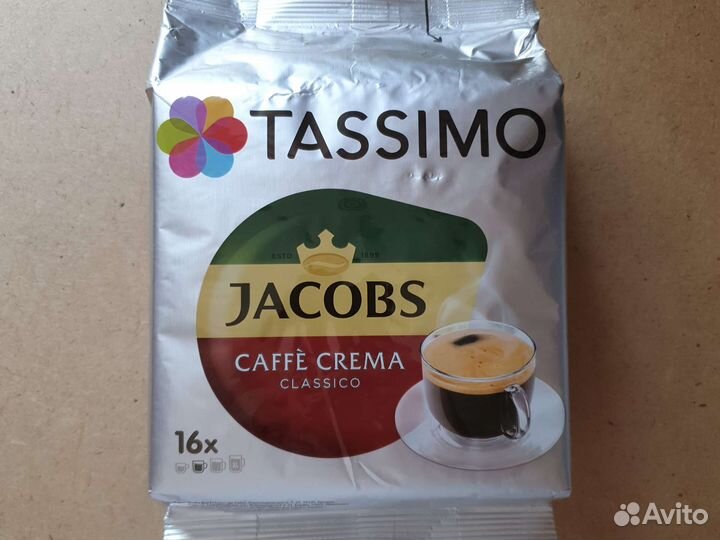 TASSIMO
ESTD 1895
JACOBS
CAFFÈ CREMA
CLASSICO
16x
Avito